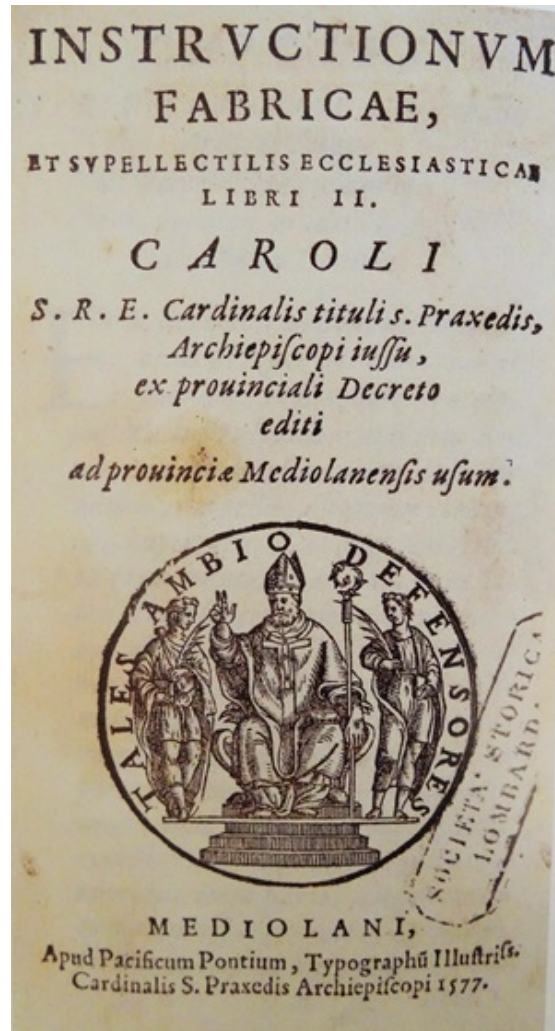 INSTRVCTIONVM
FABRICAE,
ET SVPELLECTILIS ECCLESIASTICAE
LIBRI II.
CAROLI
S. R. E. Cardinalis tituli s. Praxedis,
Archiepiſcopi iuſſu,
ex prouinciali Decreto
editi
ad prouinciæ Mediolanenſis uſum.
TALES AMBIO DEFENSORES
SOCIETA. STORICA
LOMBARD.
MEDIOLANI,
Apud Pacificum Pontium, Typographũ Illuſtriſs.
Cardinalis S. Praxedis Archiepiſcopi 1577.